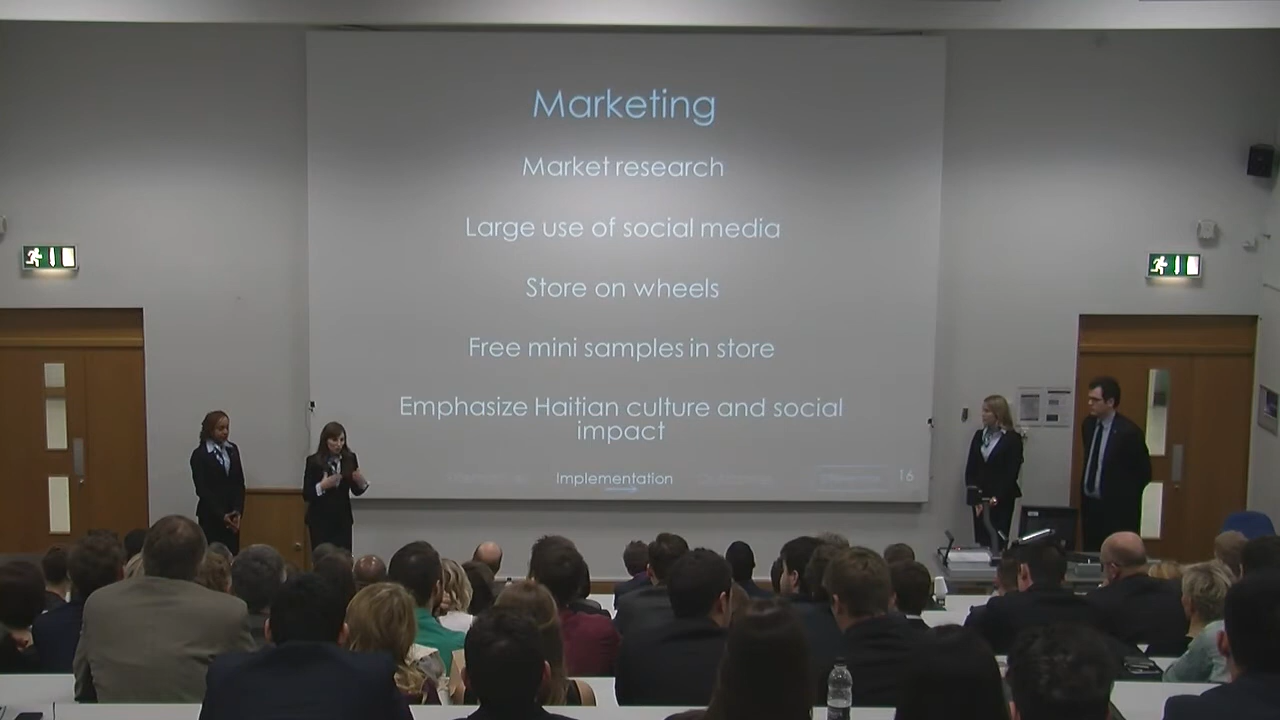 Marketing
Market research
Large use of social media
Store on wheels
Free mini samples in store
Emphasize Haitian culture and social
impact
Implementation
16